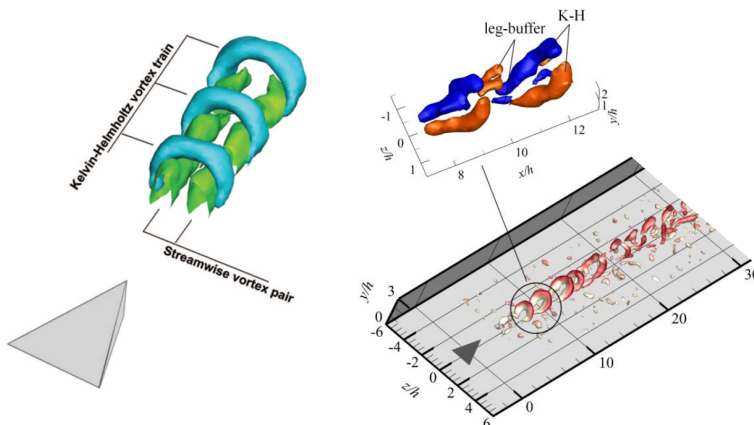 Kelvin-Helmholtz vortex train
Streamwise vortex pair
leg-buffer
K-H
-1
0
1
z/h
8
10
12
x/h
2
1
y/h
y/h
3
0
-6
-4
-2
0
2
4
6
z/h
0
10
20
30